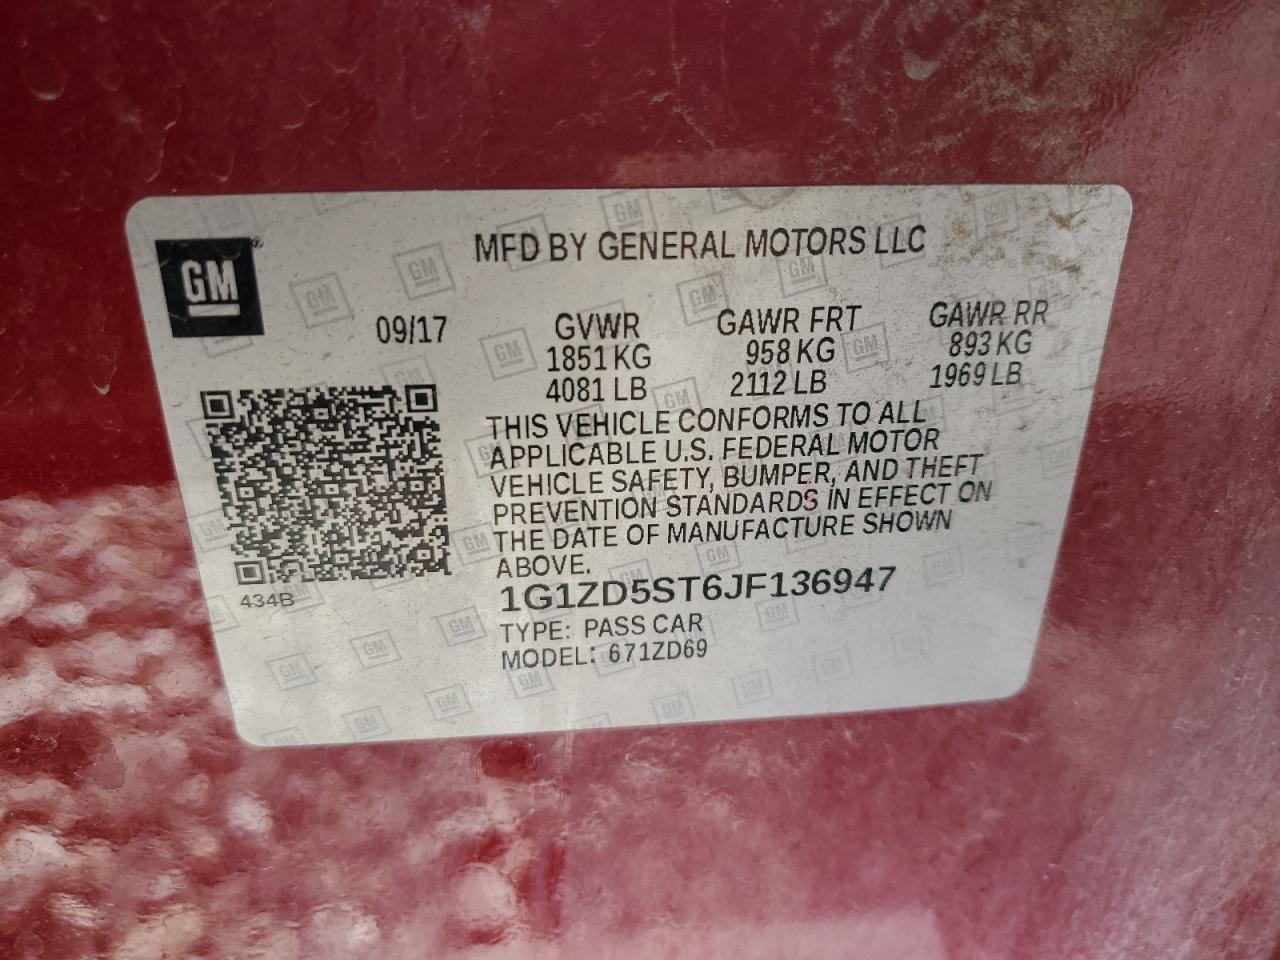 GM
MFD BY GENERAL MOTORS LLC
09/17
GVWR GAWR FRT GAWR RR
1851 KG 958 KG 893 KG
4081 LB 2112 LB 1969 LB
THIS VEHICLE CONFORMS TO ALL
APPLICABLE U.S. FEDERAL MOTOR
VEHICLE SAFETY, BUMPER, AND THEFT
PREVENTION STANDARDS IN EFFECT ON
THE DATE OF MANUFACTURE SHOWN
ABOVE.
434B
1G1ZD5ST6JF136947
TYPE: PASS CAR
MODEL: 671ZD69